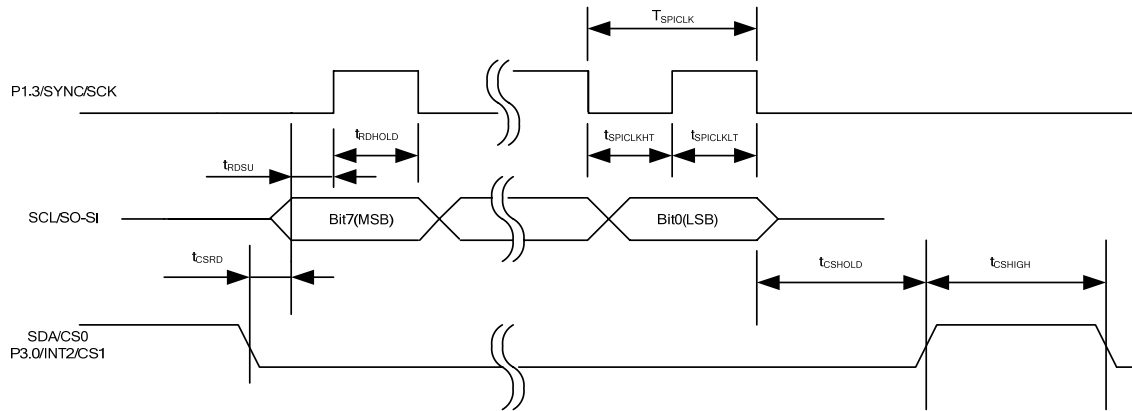 TSPICLK
P1.3/SYNC/SCK
tRDHOLD
tSPICLKHT
tSPICLKLT
tRDSU
SCL/SO-SI
Bit7(MSB)
Bit0(LSB)
tCSRD
tCSHOLD
tCSHIGH
SDA/CS0
P3.0/INT2/CS1